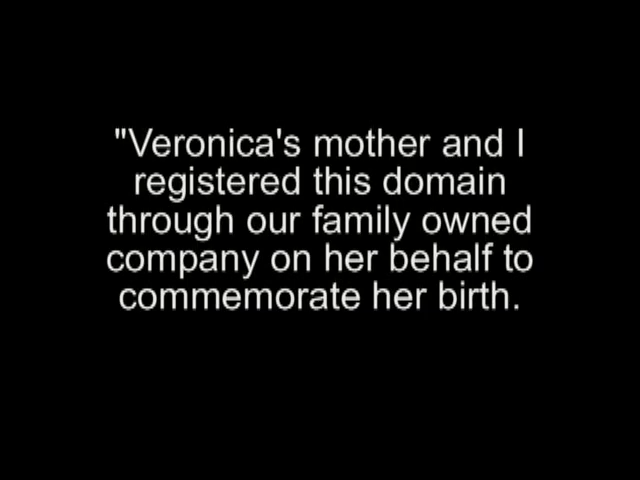 "Veronica's mother and I
registered this domain
through our family owned
company on her behalf to
commemorate her birth.